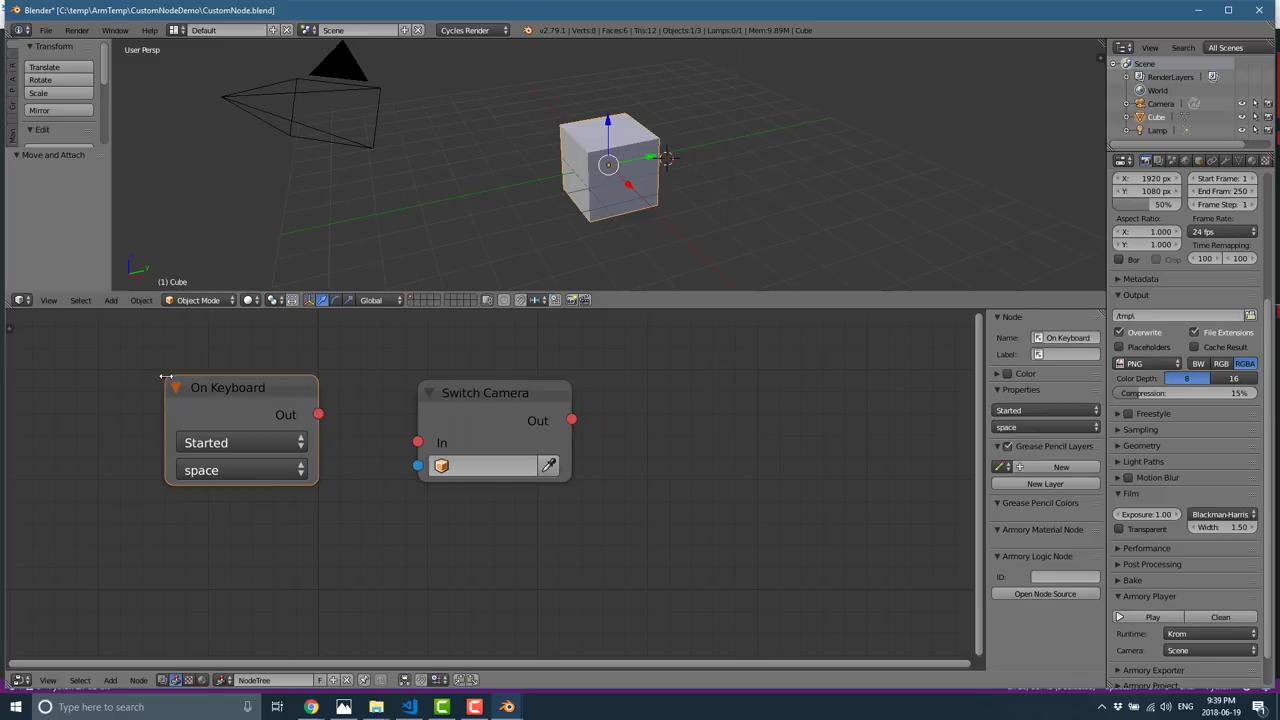 Blender* [C:\temp\ArmTemp\CustomNodeDemo\CustomNode.blend]
File Render Window Help Default Scene Cycles Render v2.79.1 | Verts:8 | Faces:6 | Tris:12 | Objects:1/3 | Lamps:0/1 | Mem:9.89M | Cube
Transform
Translate
Rotate
Scale
Mirror
Edit
Move and Attach
User Persp
(1) Cube
View Search All Scenes
Scene
RenderLayers
World
Camera
Cube
Lamp
View Select Add Object Object Mode Global
On Keyboard
Out
Started
space
Switch Camera
Out
In
Node
Name: On Keyboard
Label:
Color
Properties
Started
space
Grease Pencil Layers
New
New Layer
Grease Pencil Colors
Armory Material Node
Armory Logic Node
ID:
Open Node Source
X: 1920 px Start Frame: 1
Y: 1080 px End Fram: 250
50% Frame Step: 1
Aspect Ratio: Frame Rate:
X: 1.000 24 fps
Y: 1.000 Time Remapping:
Bor Crop 100 100
Metadata
Output
/tmp\
Overwrite File Extensions
Placeholders Cache Result
PNG BW RGB RGBA
Color Depth: 8 16
Compression: 15%
Freestyle
Sampling
Geometry
Light Paths
Motion Blur
Film
Exposure: 1.00 Blackman-Harris
Transparent Width: 1.50
Performance
Post Processing
Bake
Armory Player
Play Clean
Runtime: Krom
Camera: Scene
Armory Exporter
Armory Project
View Select Add Node NodeTree F
Type here to search
9:39 PM
2018-06-19